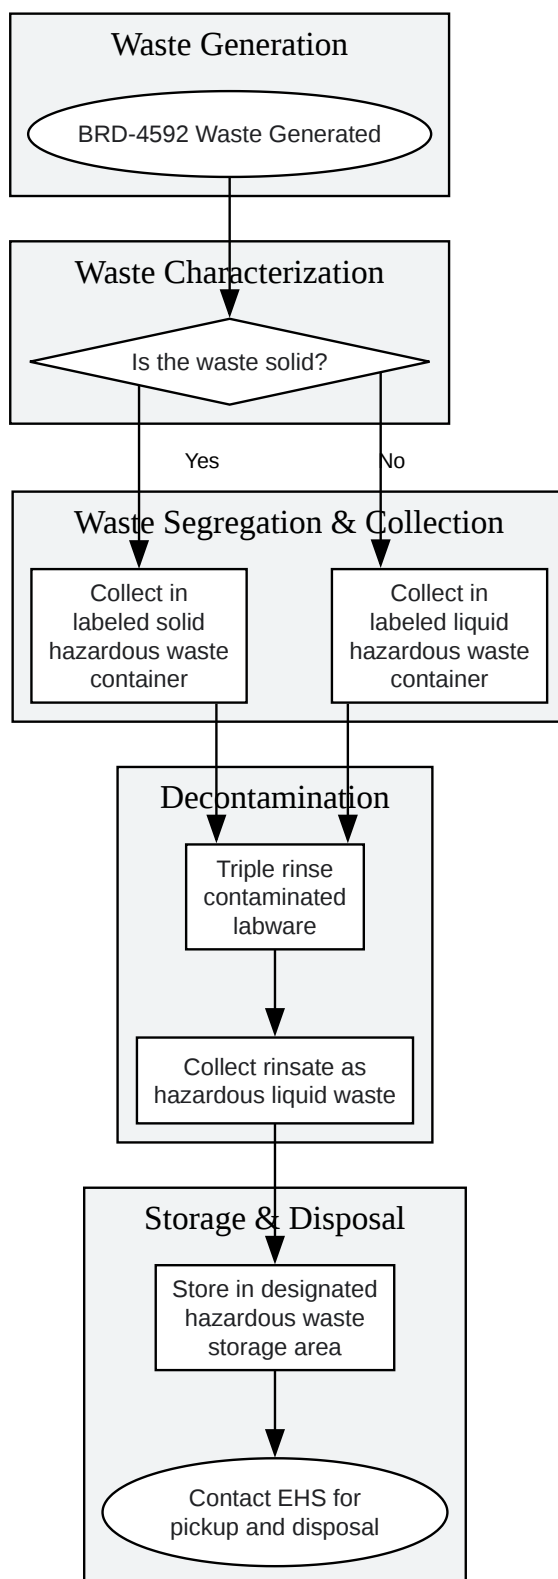 Waste Generation
BRD-4592 Waste Generated
Waste Characterization
Is the waste solid?
Yes
No
Waste Segregation & Collection
Collect in
labeled solid
hazardous waste
container
Collect in
labeled liquid
hazardous waste
container
Decontamination
Triple rinse
contaminated
labware
Collect rinsate as
hazardous liquid waste
Storage & Disposal
Store in designated
hazardous waste
storage area
Contact EHS for
pickup and disposal